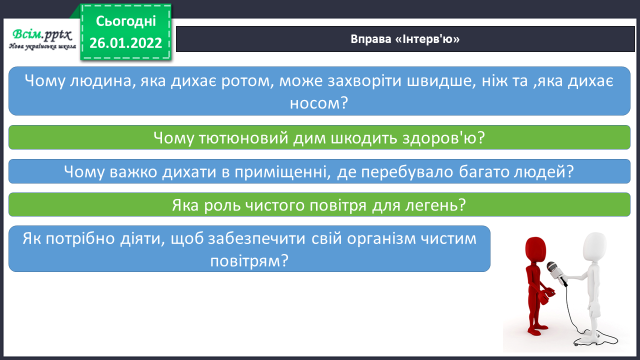 Всім.pptx
Нова українська школа
Сьогодні
26.01.2022
Вправа «Інтерв'ю»
Чому людина, яка дихає ротом, може захворіти швидше, ніж та ,яка дихає
носом?
Чому тютюновий дим шкодить здоров'ю?
Чому важко дихати в приміщенні, де перебувало багато людей?
Яка роль чистого повітря для легень?
Як потрібно діяти, щоб забезпечити свій організм чистим
повітрям?